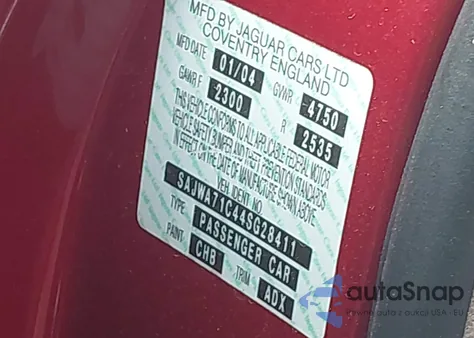 MFD BY JAGUAR CARS LTD
COVENTRY ENGLAND
MFD DATE 01/04 GVWR 4750
GAWR F 2300 R 2535
THIS VEHICLE CONFORMS TO ALL APPLICABLE FEDERAL MOTOR
VEHICLE SAFETY BUMPER AND THEFT PREVENTION STANDARDS
IN EFFECT ON THE DATE OF MANUFACTURE SHOWN ABOVE
VEH. IDENT NO.
SAJWA71C44SG28411
TYPE PASSENGER CAR
PAINT CHB TRIM ADX
autoSnap